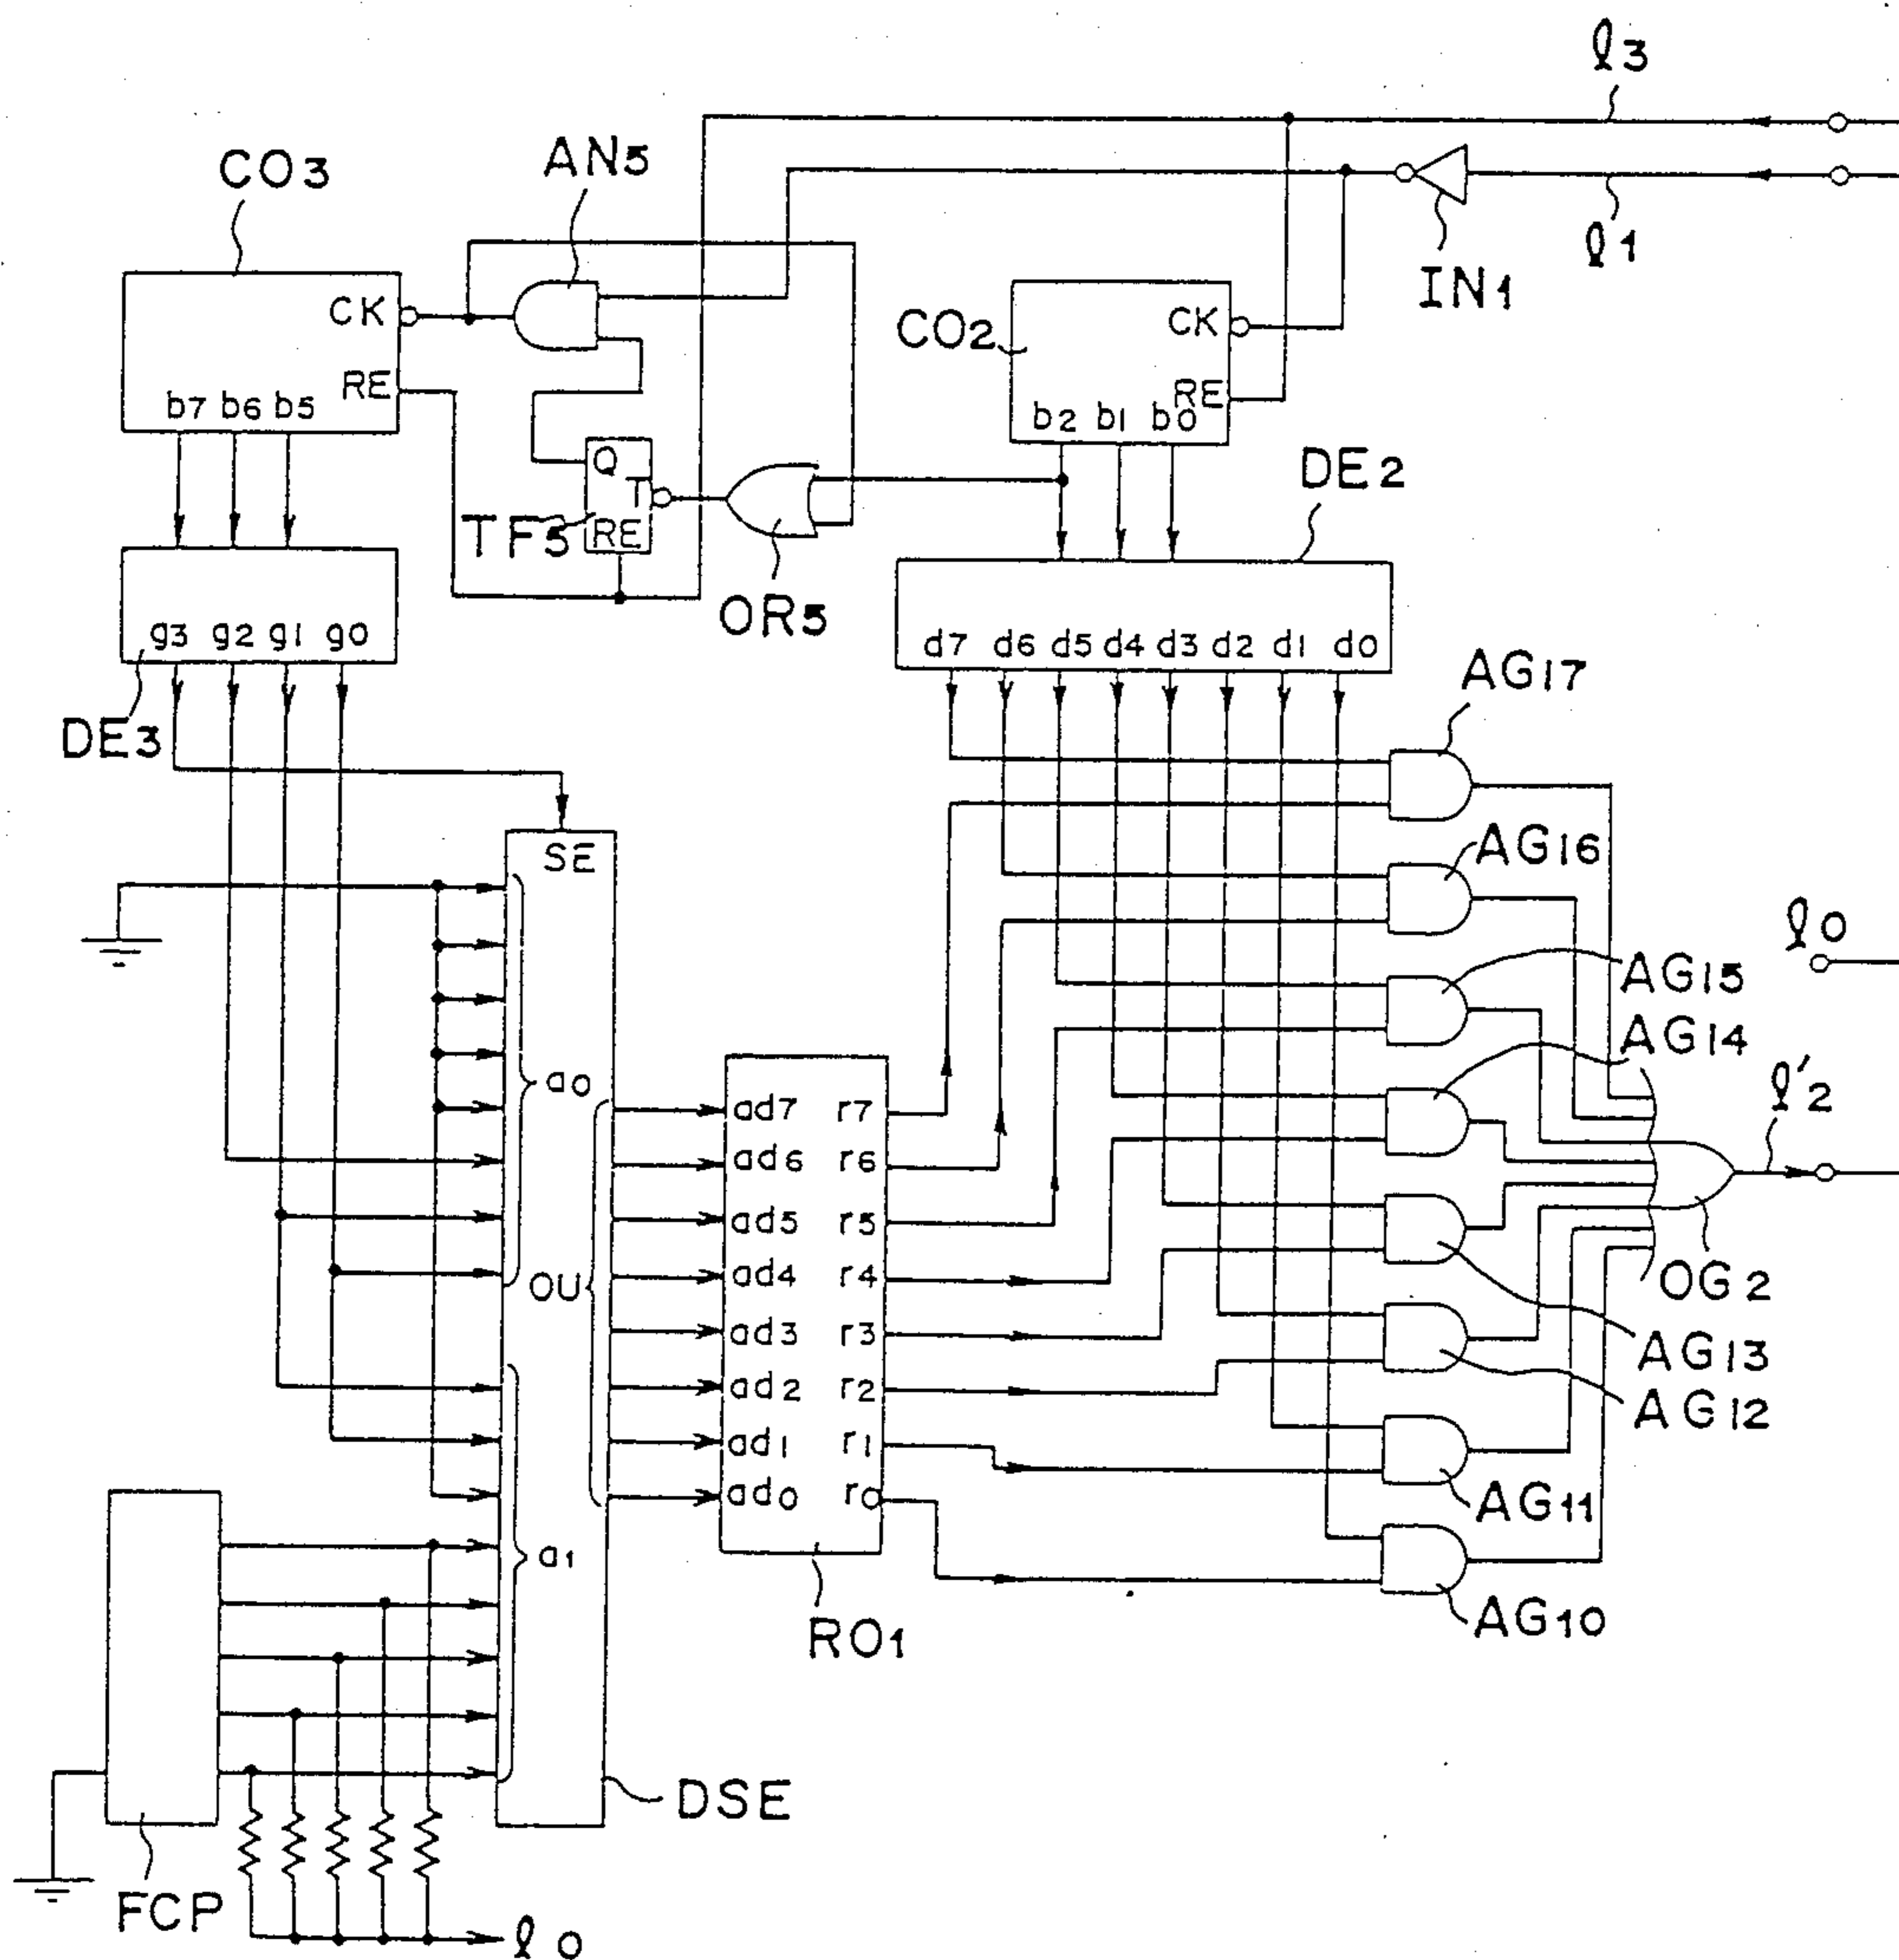 ℓ3
AN5
CO3
ℓ1
IN1
CK
CO2
CK
RE
RE
b7 b6 b5
b2 b1 b0
Q
T
DE2
TF5
RE
OR5
g3 g2 g1 g0
d7 d6 d5 d4 d3 d2 d1 d0
AG17
DE3
SE
AG16
ℓ0
AG15
AG14
a0
ℓ'2
ad7 r7
ad6 r6
ad5 r5
OU
ad4 r4
OG2
ad3 r3
AG13
ad2 r2
AG12
ad1 r1
ad0 r0
AG11
a1
AG10
RO1
DSE
FCP
ℓ0